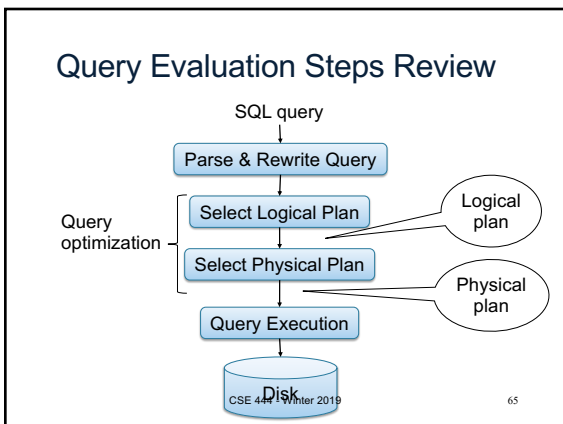 Query Evaluation Steps Review
SQL query
Parse & Rewrite Query
Query
optimization
Select Logical Plan
Logical
plan
Select Physical Plan
Physical
plan
Query Execution
Disk
CSE 444 - Winter 2019
65